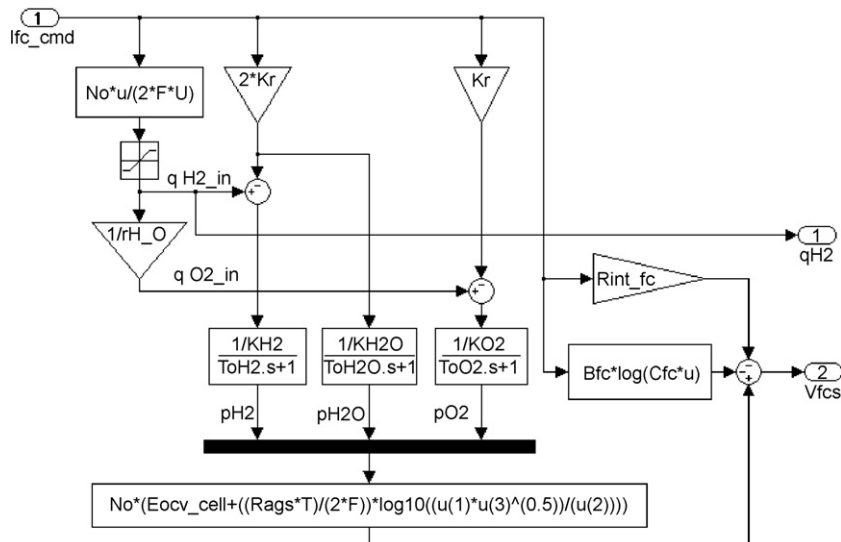 1
Ifc_cmd
No*u/(2*F*U)
2*Kr
Kr
q H2_in
+ -
1/rH_O
1
qH2
q O2_in
+ -
Rint_fc
1/KH2
ToH2.s+1
1/KH2O
ToH2O.s+1
1/KO2
ToO2.s+1
Bfc*log(Cfc*u)
-
-
+
2
Vfcs
pH2
pH2O
pO2
No*(Eocv_cell+((Rags*T)/(2*F))*log10((u(1)*u(3)^(0.5))/(u(2))))